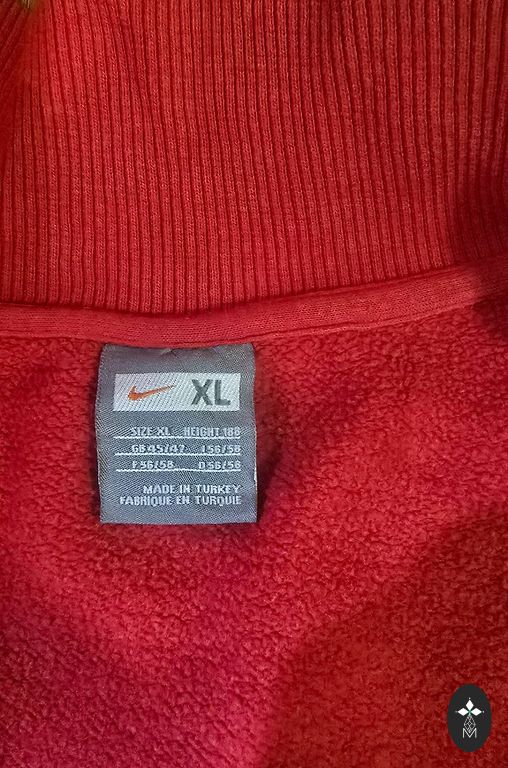 XL
SIZE XL HEIGHT 188
GB 45/47 I 56/58
F 56/58 D 56/58
MADE IN TURKEY
FABRIQUE EN TURQUIE
M